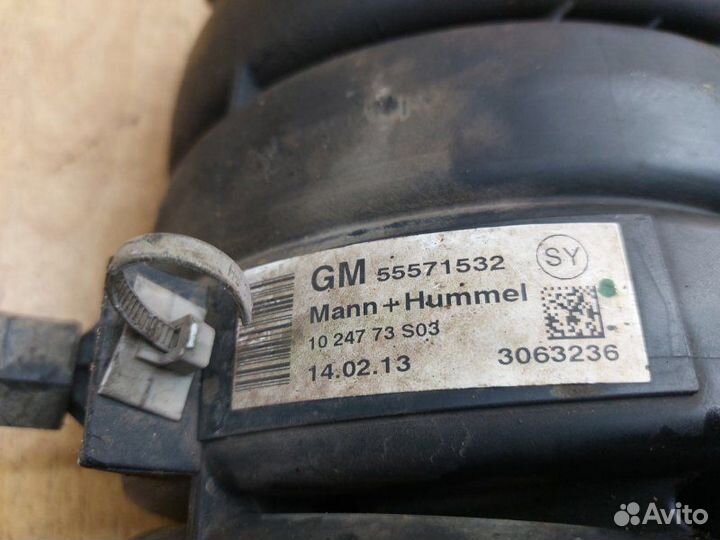 GM 55571532
SY
Mann+Hummel
10 247 73 S03
14.02.13
3063236
Avito